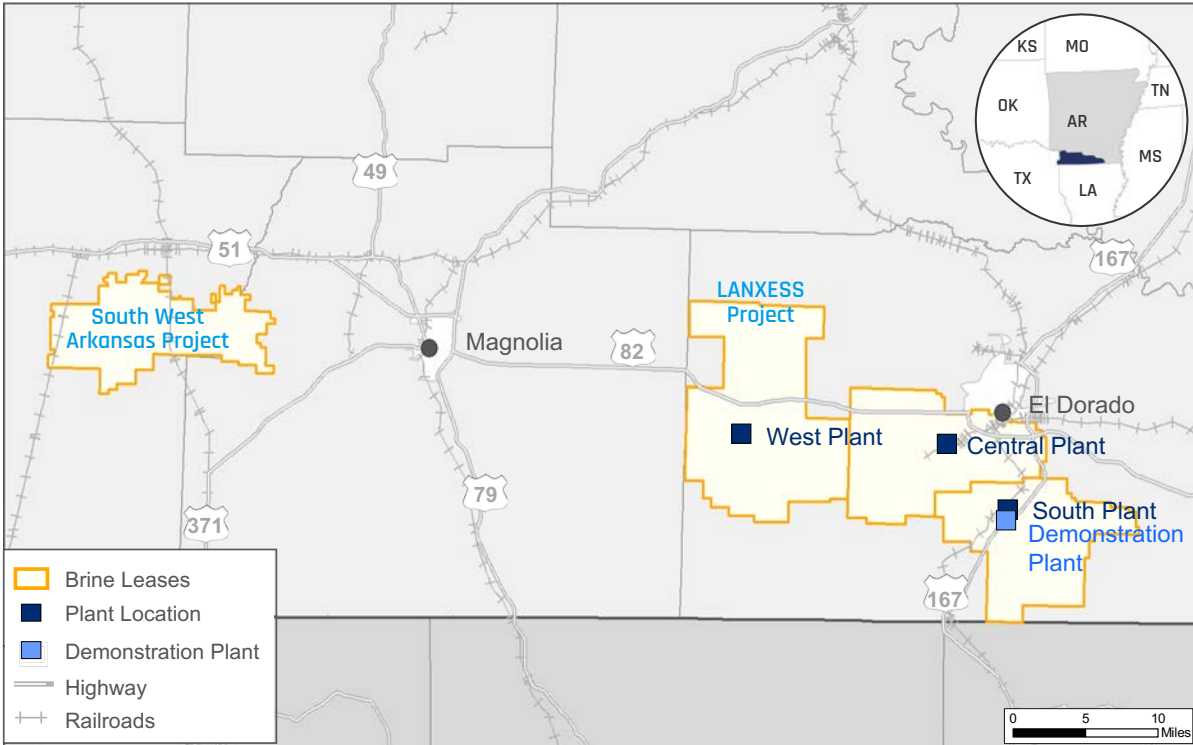 KS
MO
OK
TN
AR
MS
TX
LA
49
51
167
South West
Arkansas Project
LANXESS
Project
Magnolia
82
El Dorado
West Plant
Central Plant
79
371
South Plant
Demonstration
Plant
167
Brine Leases
Plant Location
Demonstration Plant
Highway
Railroads
0 5 10
Miles